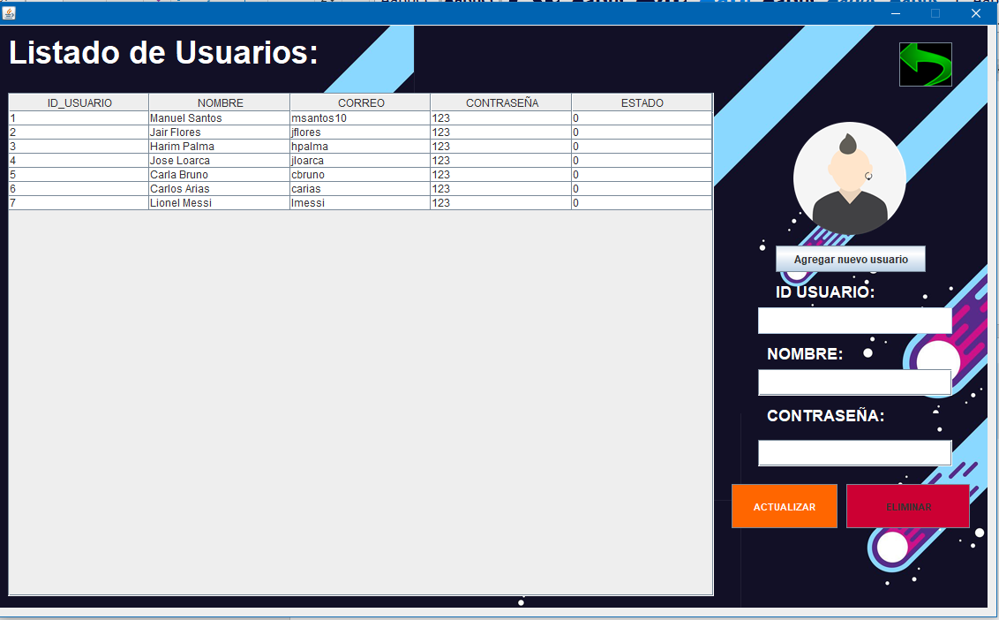 Listado de Usuarios:
ID_USUARIO NOMBRE CORREO CONTRASEÑA ESTADO
1 Manuel Santos msantos10 123 0
2 Jair Flores jflores 123 0
3 Harim Palma hpalma 123 0
4 Jose Loarca jloarca 123 0
5 Carla Bruno cbruno 123 0
6 Carlos Arias carias 123 0
7 Lionel Messi lmessi 123 0
Agregar nuevo usuario
ID USUARIO:
NOMBRE:
CONTRASEÑA:
ACTUALIZAR ELIMINAR